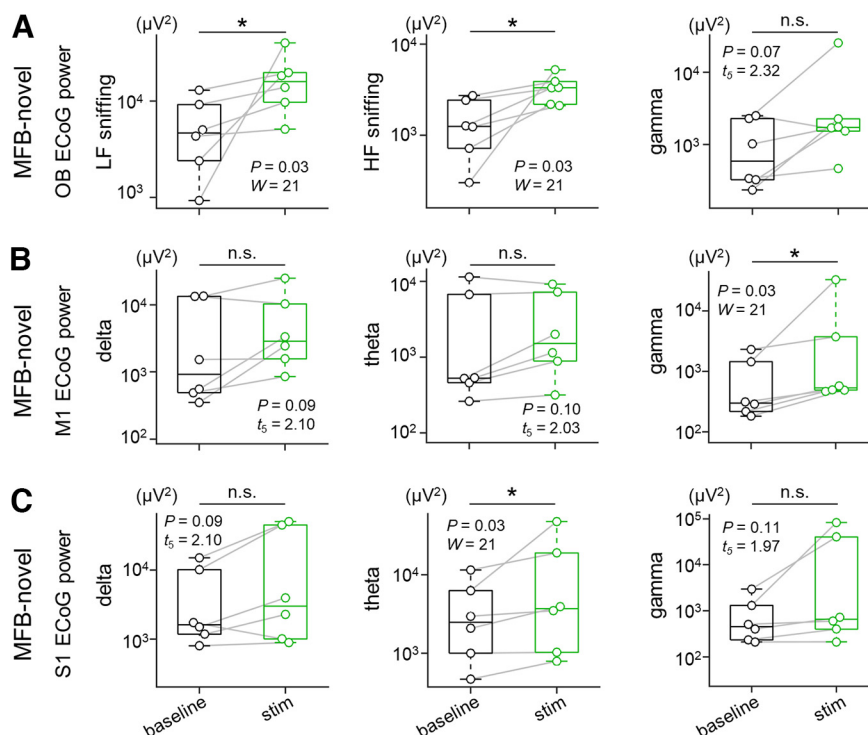 A
MFB-novel
OB ECoG power
(µV²)
*
LF sniffing
10⁴
10³
P = 0.03
W = 21
(µV²)
*
HF sniffing
10⁴
10³
P = 0.03
W = 21
(µV²)
n.s.
gamma
P = 0.07
t₅ = 2.32
10⁴
10³
B
MFB-novel
M1 ECoG power
(µV²)
n.s.
delta
10⁴
10³
10²
P = 0.09
t₅ = 2.10
(µV²)
n.s.
theta
10⁴
10³
10²
P = 0.10
t₅ = 2.03
(µV²)
*
gamma
P = 0.03
W = 21
10⁴
10³
10²
C
MFB-novel
S1 ECoG power
(µV²)
n.s.
delta
P = 0.09
t₅ = 2.10
10⁴
10³
baseline
stim
(µV²)
*
theta
P = 0.03
W = 21
10⁴
10³
baseline
stim
(µV²)
n.s.
gamma
10⁵
P = 0.11
t₅ = 1.97
10⁴
10³
10²
baseline
stim